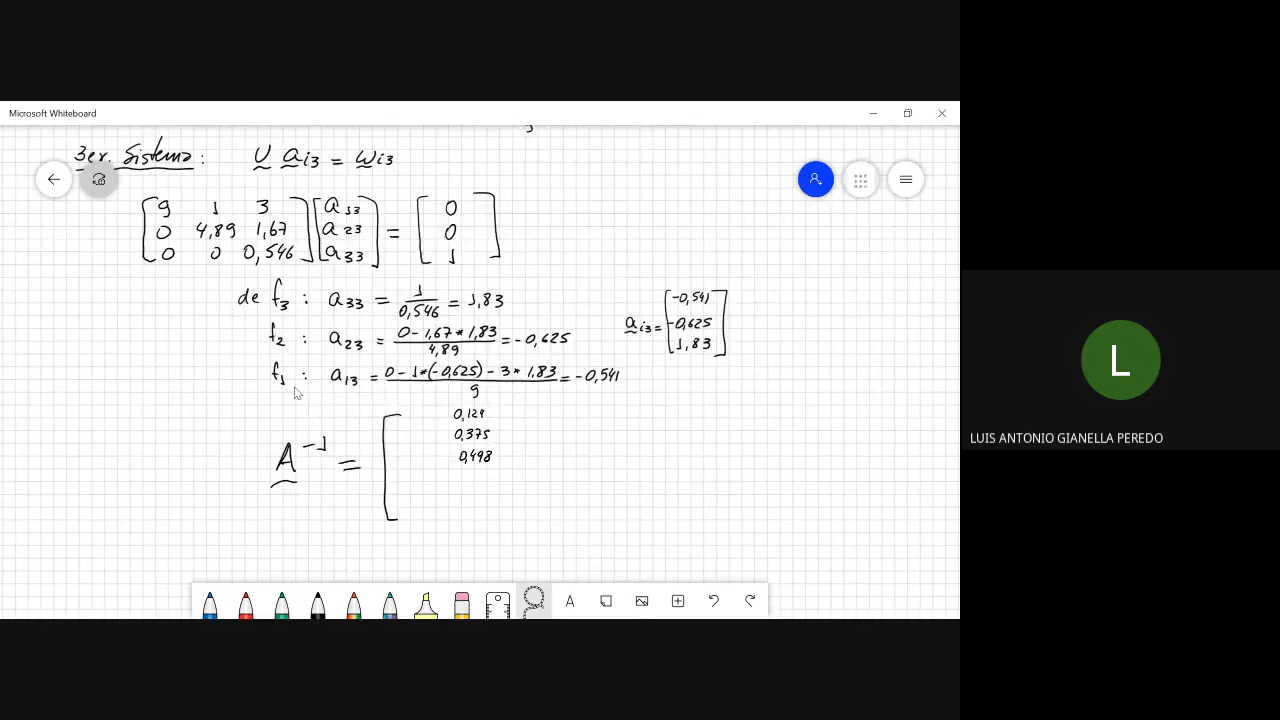 Microsoft Whiteboard
3er. Sistema: U ai3 = wi3
[9 1 3] [a13] [0]
[0 4,89 1,67] [a23] = [0]
[0 0 0,546] [a33] [1]
de f3 : a33 = 1/0,546 = 1,83
f2 : a23 = (0-1,67*1,83)/4,89 = -0,625
f1 : a13 = (0-1*(-0,625)-3*1,83)/9 = -0,541
ai3 = [-0,541
-0,625
1,83]
0,124
0,375
0,498
A^-1 = [
L
LUIS ANTONIO GIANELLA PEREDO
A